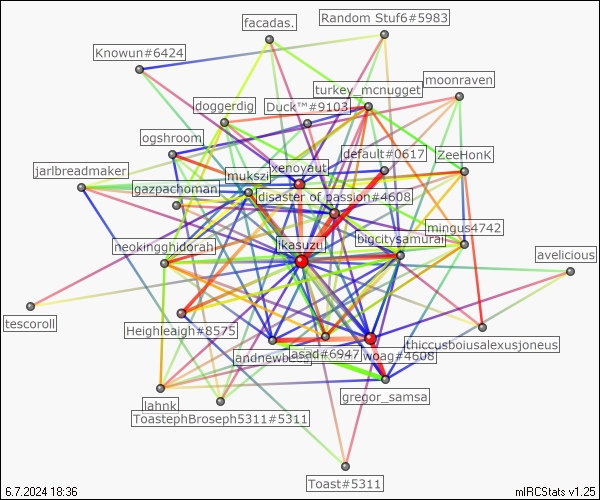 facadas.
Random Stuf6#5983
Knowun#6424
turkey_mcnugget
moonraven
doggerdig
Duck™#9103
ogshroom
default#0617
ZeeHonK
jarlbreadmaker
mukszi
xenoyaut
gazpachoman
disaster of passion#4608
mingus4742
neokingghidorah
ikasuzu
bigcitysamurai
avelicious
tescoroll
Heighleaigh#8575
thiccusboiusalexusjoneus
asad#6947
woag#4608
lahnk
gregor_samsa
ToastephBroseph5311#5311
Toast#5311
6.7.2024 18:36
mIRCStats v1.25